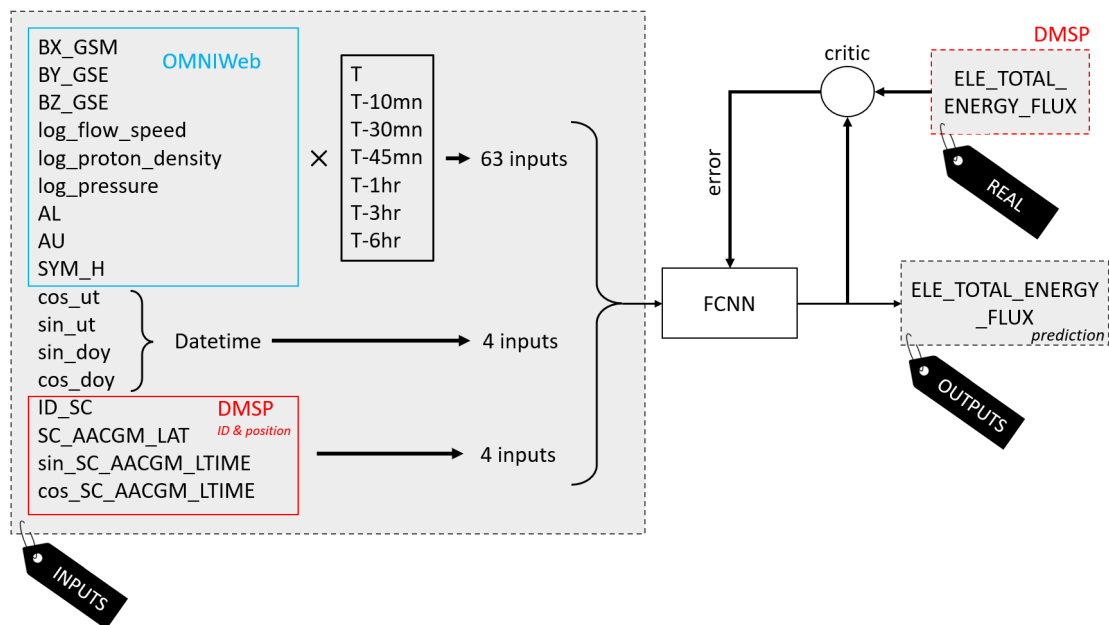 BX_GSM
BY_GSE
BZ_GSE
log_flow_speed
log_proton_density
log_pressure
AL
AU
SYM_H
OMNIWeb
×
T
T-10mn
T-30mn
T-45mn
T-1hr
T-3hr
T-6hr
63 inputs
cos_ut
sin_ut
sin_doy
cos_doy
Datetime
4 inputs
ID_SC
SC_AACGM_LAT
sin_SC_AACGM_LTIME
cos_SC_AACGM_LTIME
DMSP
ID & position
4 inputs
INPUTS
FCNN
error
critic
DMSP
ELE_TOTAL_
ENERGY_FLUX
REAL
ELE_TOTAL_ENERGY
_FLUX
prediction
OUTPUTS